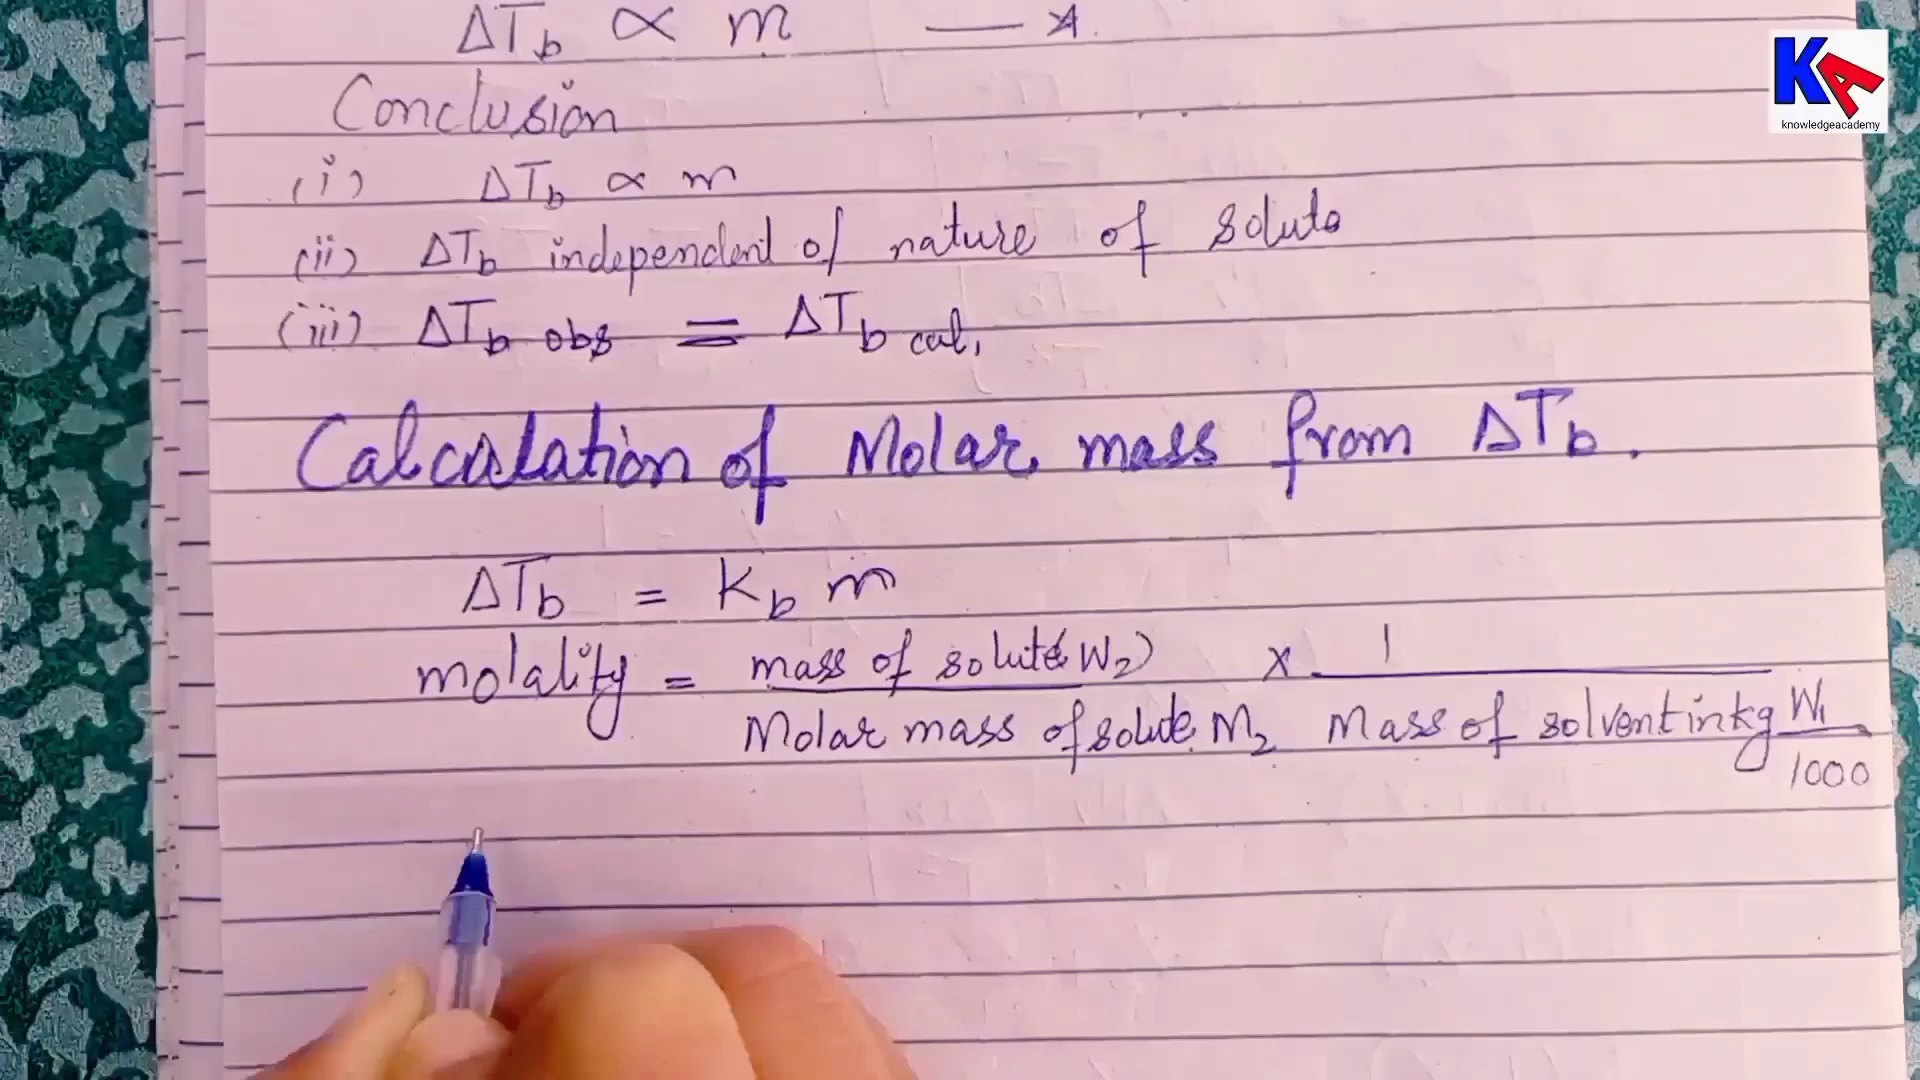 ΔTb ∝ m — A.
Conclusion
(i) ΔTb ∝ m
(ii) ΔTb independent of nature of solute
(iii) ΔTb obs = ΔTb cal,
Calculation of Molar mass from ΔTb.
ΔTb = Kb m
molality = mass of solute (W2) × 1
Molar mass of solute M2 Mass of solvent in kg W1
1000
KA
knowledgeacademy